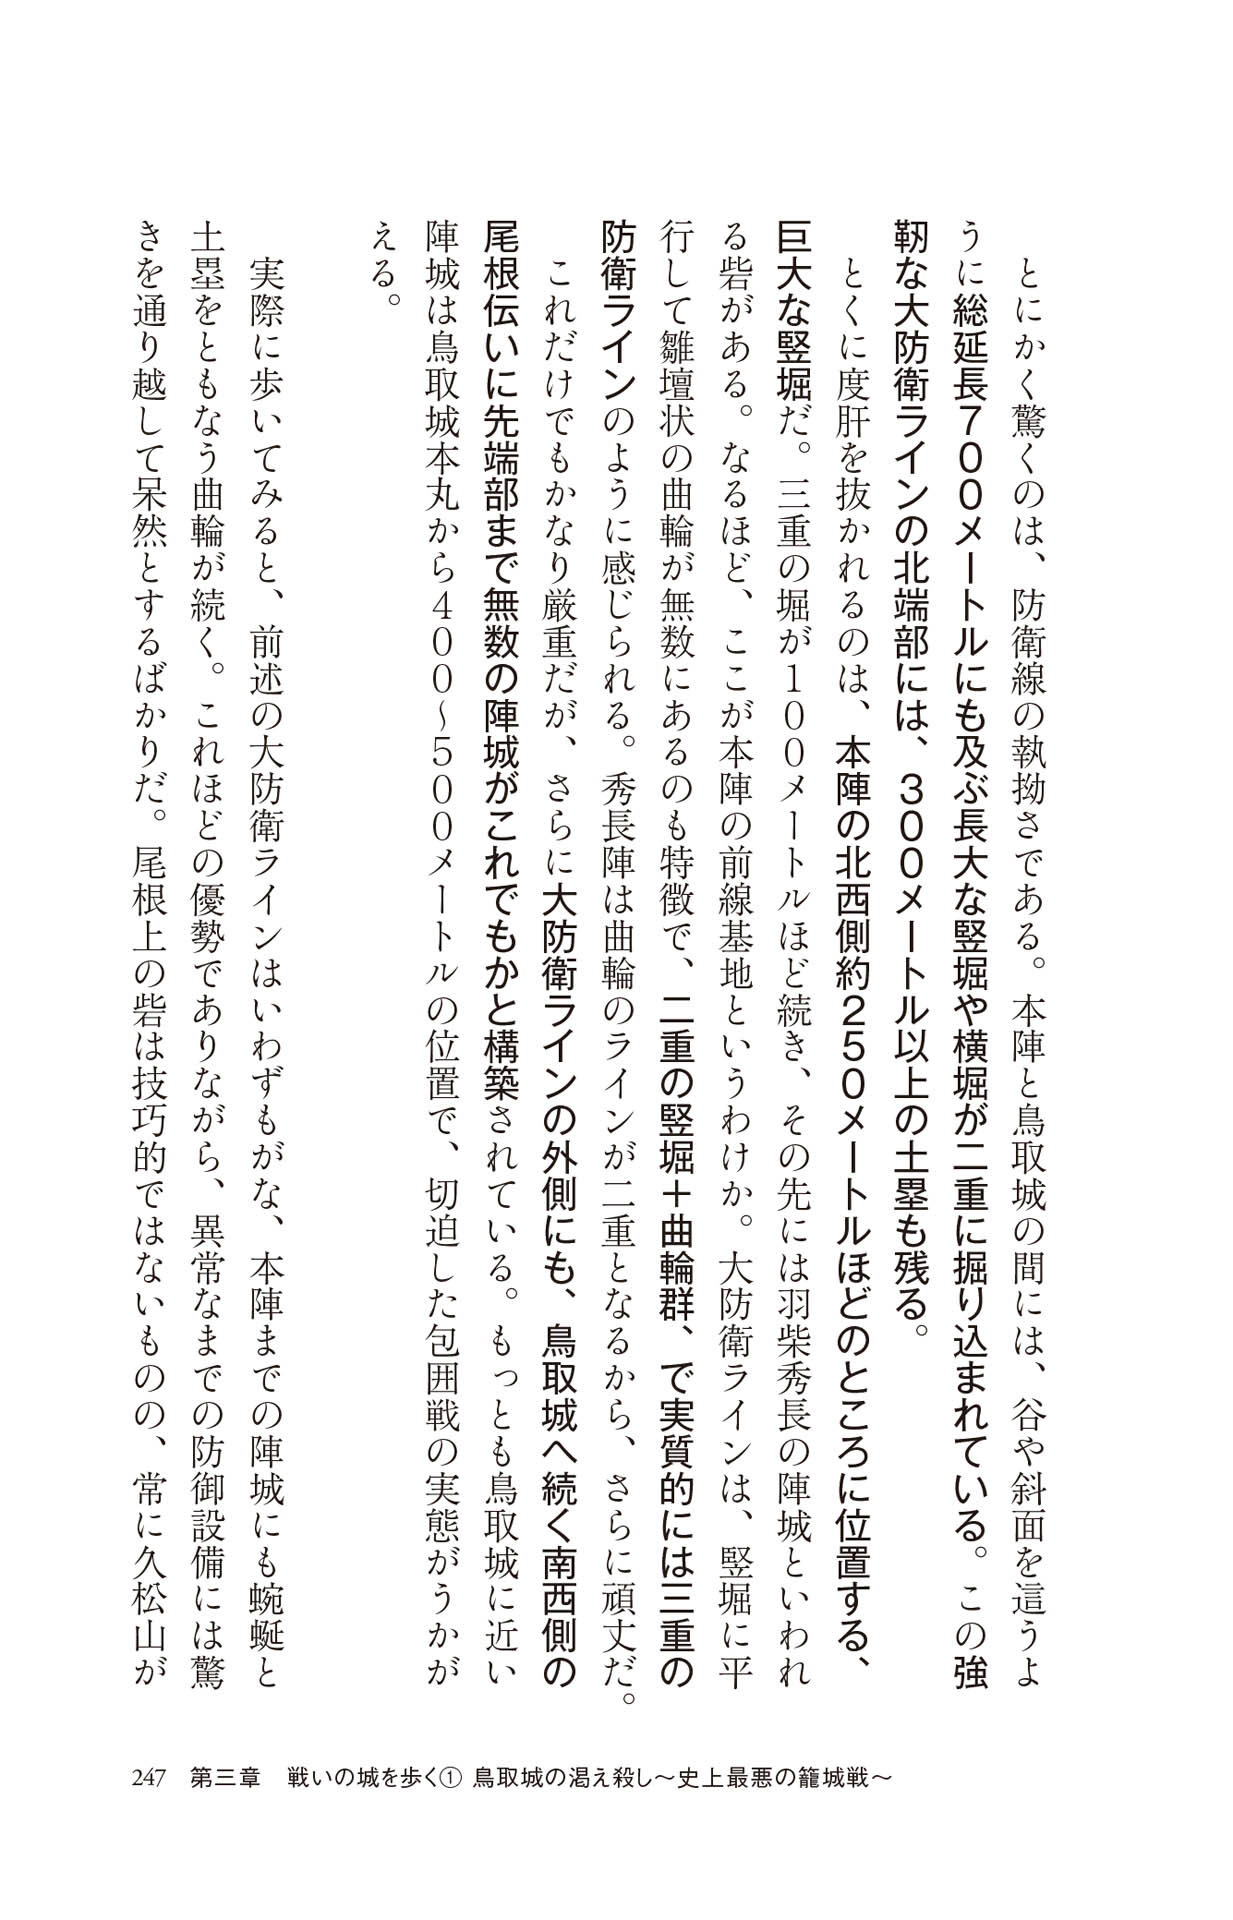 とにかく驚くのは、防衛線の執拗さである。本陣と鳥取城の間には、谷や斜面を這うよ
うに総延長７００メートルにも及ぶ長大な竪堀や横堀が二重に掘り込まれている。この強
靭な大防衛ラインの北端部には、３００メートル以上の土塁も残る。
　とくに度肝を抜かれるのは、本陣の北西側約２５０メートルほどのところに位置する、
巨大な竪堀だ。三重の堀が１００メートルほど続き、その先には羽柴秀長の陣城といわれ
る砦がある。なるほど、ここが本陣の前線基地というわけか。大防衛ラインは、竪堀に平
行して雛壇状の曲輪が無数にあるのも特徴で、二重の竪堀＋曲輪群、で実質的には三重の
防衛ラインのように感じられる。秀長陣は曲輪のラインが二重となるから、さらに頑丈だ。
　これだけでもかなり厳重だが、さらに大防衛ラインの外側にも、鳥取城へ続く南西側の
尾根伝いに先端部まで無数の陣城がこれでもかと構築されている。もっとも鳥取城に近い
陣城は鳥取城本丸から４００〜５００メートルの位置で、切迫した包囲戦の実態がうかが
える。
　実際に歩いてみると、前述の大防衛ラインはいわずもがな、本陣までの陣城にも蜿蜒と
土塁をともなう曲輪が続く。これほどの優勢でありながら、異常なまでの防御設備には驚
きを通り越して呆然とするばかりだ。尾根上の砦は技巧的ではないものの、常に久松山が
247　第三章　戦いの城を歩く① 鳥取城の渇え殺し〜史上最悪の籠城戦〜